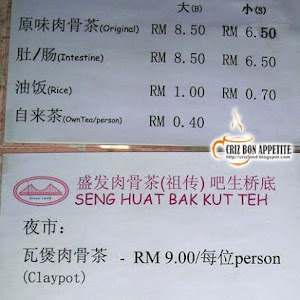 大(B) 小(S)
原味肉骨茶(Original) RM 8.50 RM 6.50
肚/肠(Intestine) RM 8.50 RM 6.50
油饭(Rice) RM 1.00 RM 0.70
自来茶(OwnTea/person) RM 0.40
CRIZ BON APPETITE
http://crizfood.blogspot.com
盛发肉骨茶(祖传) 吧生桥底
SENG HUAT BAK KUT TEH
夜市：
瓦煲肉骨茶 - RM 9.00/每位person
(Claypot)